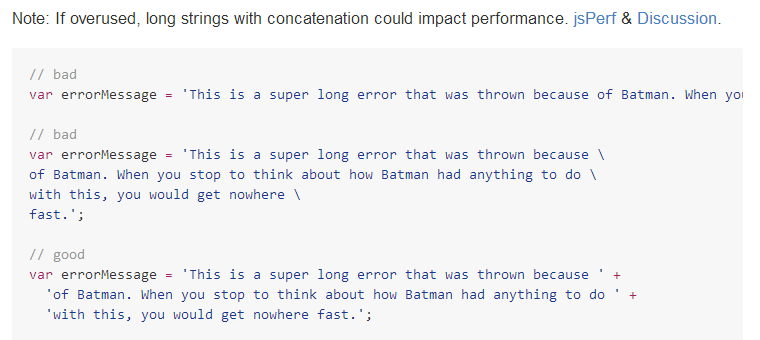 Note: If overused, long strings with concatenation could impact performance. jsPerf & Discussion.
// bad
var errorMessage = 'This is a super long error that was thrown because of Batman. When you
// bad
var errorMessage = 'This is a super long error that was thrown because \
of Batman. When you stop to think about how Batman had anything to do \
with this, you would get nowhere \
fast.';
// good
var errorMessage = 'This is a super long error that was thrown because ' +
  'of Batman. When you stop to think about how Batman had anything to do ' +
  'with this, you would get nowhere fast.';